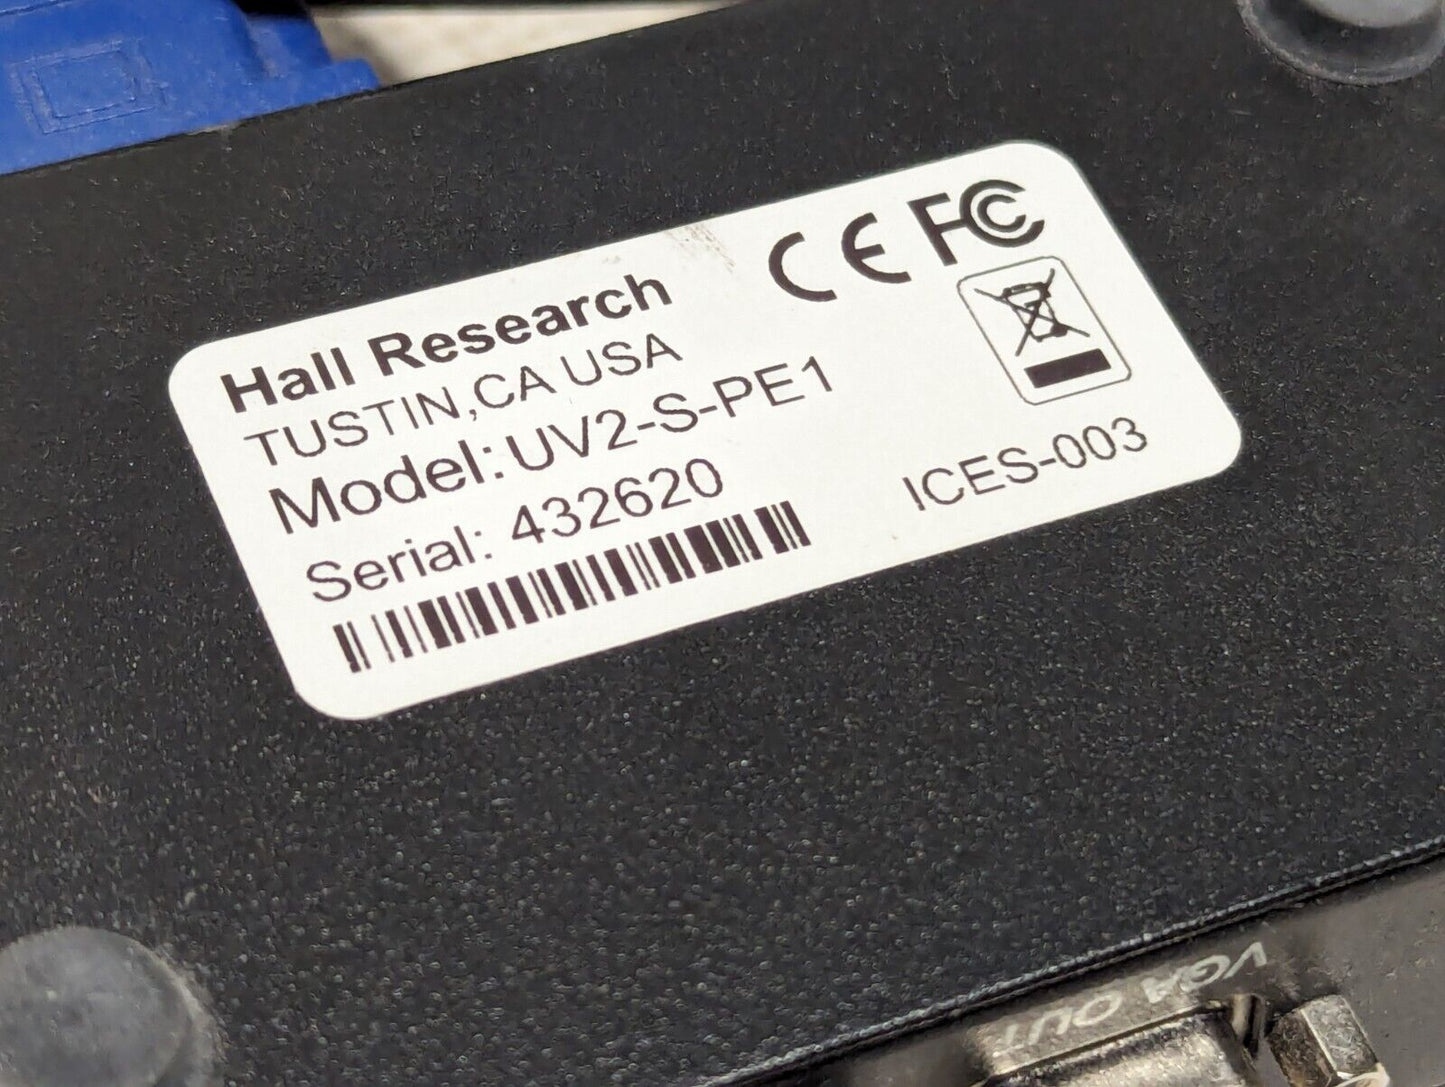 Hall Research
TUSTIN,CA USA
Model:UV2-S-PE1
Serial: 432620
CE FC
ICES-003
VGA OUT